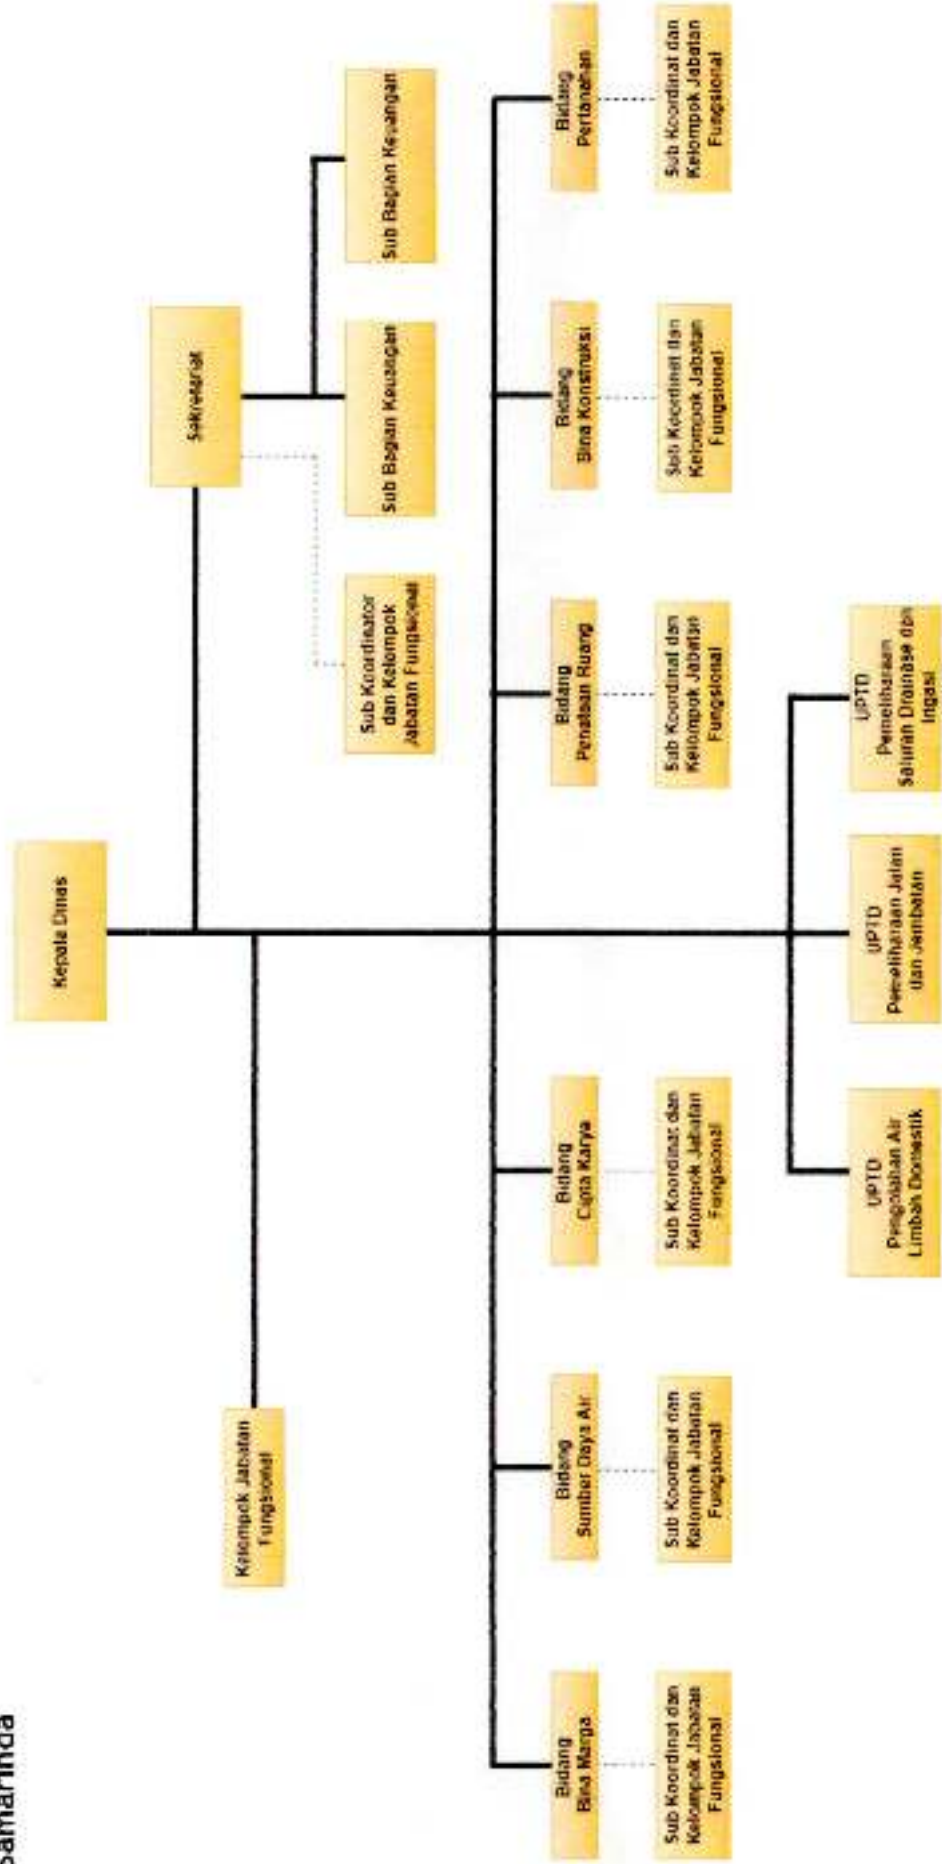 Samarinda
Kepala Dinas
Sekretariat
Kelompok Jabatan
Fungsional
Sub Koordinator
dan Kelompok
Jabatan Fungsional
Sub Bagian Keuangan
Sub Bagian Keuangan
Bidang
Bina Marga
Bidang
Sumber Daya Air
Bidang
Cipta Karya
Bidang
Penataan Ruang
Bidang
Bina Konstruksi
Bidang
Pertanahan
Sub Koordinat dan
Kelompok Jabatan
Fungsional
Sub Koordinat dan
Kelompok Jabatan
Fungsional
Sub Koordinat dan
Kelompok Jabatan
Fungsional
Sub Koordinat dan
Kelompok Jabatan
Fungsional
Sub Koordinat dan
Kelompok Jabatan
Fungsional
Sub Koordinat dan
Kelompok Jabatan
Fungsional
UPTD
Pengolahan Air
Limbah Domestik
UPTD
Pemeliharaan Jalan
dan Jembatan
UPTD
Pemeliharaan
Saluran Drainase dan
Irigasi